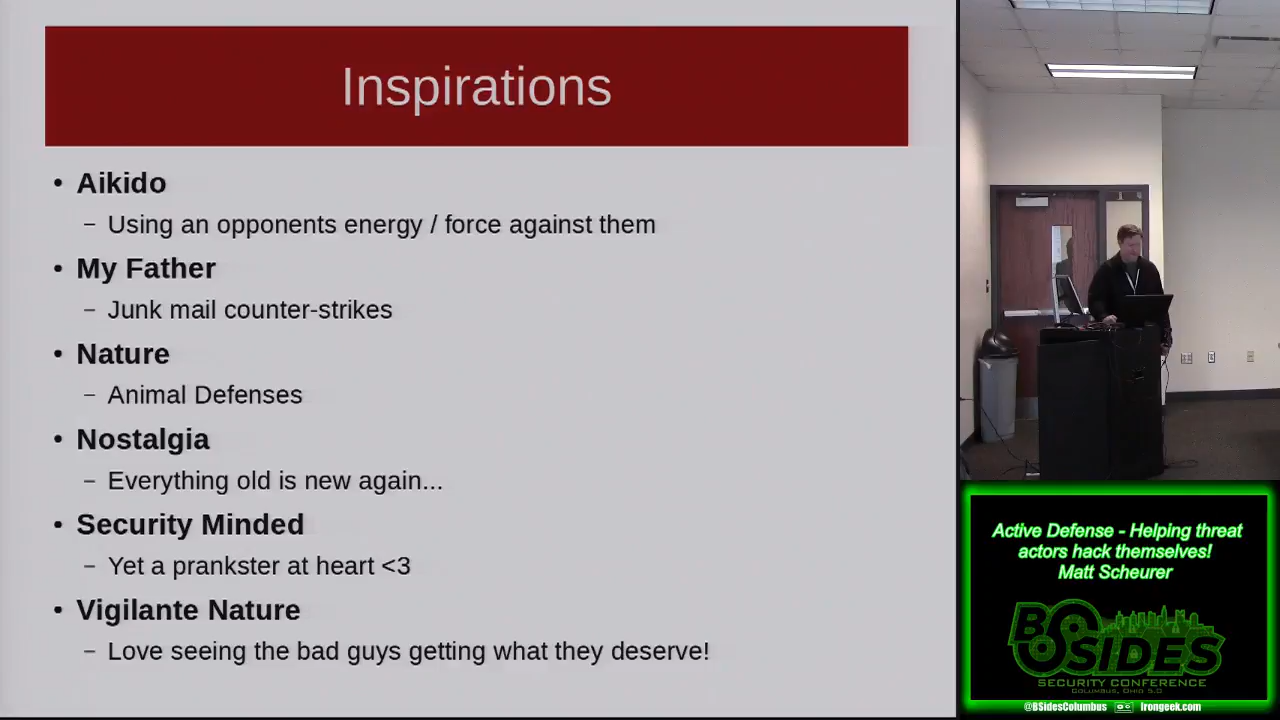 Inspirations
• Aikido
– Using an opponents energy / force against them
• My Father
– Junk mail counter-strikes
• Nature
– Animal Defenses
• Nostalgia
– Everything old is new again...
• Security Minded
– Yet a prankster at heart <3
• Vigilante Nature
– Love seeing the bad guys getting what they deserve!
Active Defense - Helping threat
actors hack themselves!
Matt Scheurer
BSIDES
SECURITY CONFERENCE
Columbus, Ohio 5.0
@BSidesColumbus irongeek.com